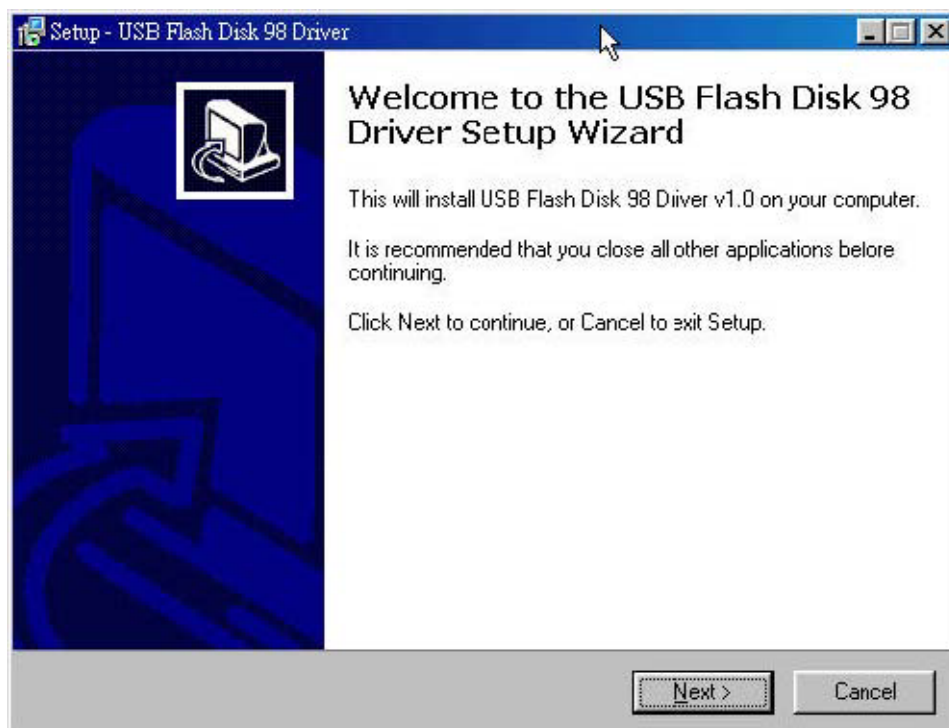 Setup - USB Flash Disk 98 Driver
Welcome to the USB Flash Disk 98
Driver Setup Wizard
This will install USB Flash Disk 98 Driver v1.0 on your computer.
It is recommended that you close all other applications before
continuing.
Click Next to continue, or Cancel to exit Setup.
Next >
Cancel